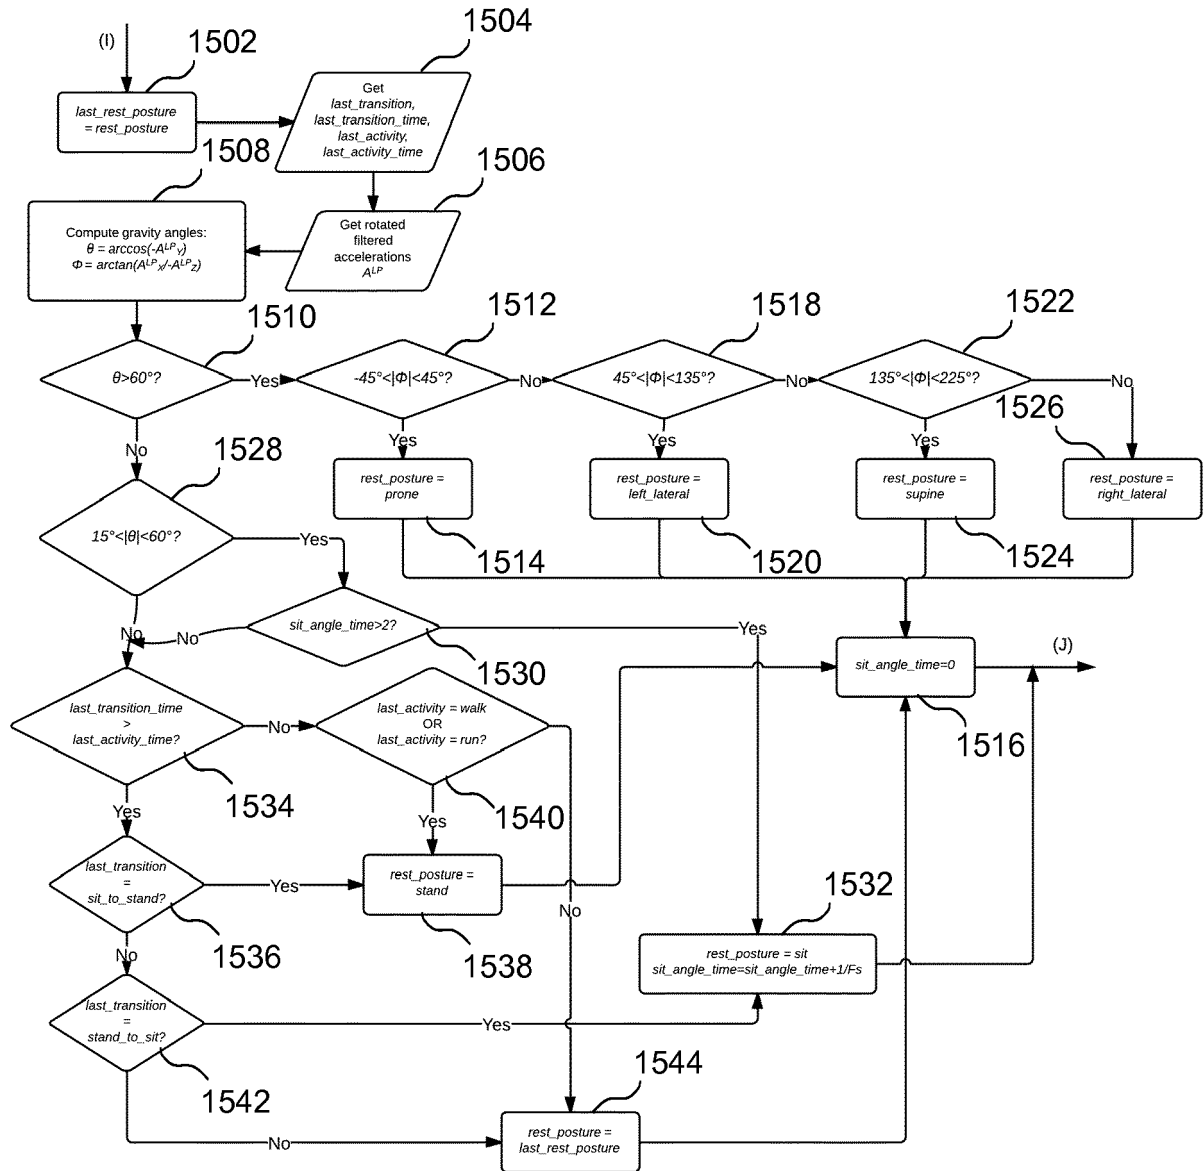 (I)
1502
1504
last_rest_posture
= rest_posture
Get
last_transition,
last_transition_time,
last_activity,
last_activity_time
1508
1506
Compute gravity angles:
θ = arccos(-A^LP_Y)
Φ = arctan(A^LP_X/-A^LP_Z)
Get rotated
filtered
accelerations
A^LP
1510
1512
1518
1522
θ>60°?
Yes
-45°<|Φ|<45°?
No
45°<|Φ|<135°?
No
135°<|Φ|<225°?
No
1526
No
Yes
Yes
Yes
1528
rest_posture =
prone
rest_posture =
left_lateral
rest_posture =
supine
rest_posture =
right_lateral
15°<|θ|<60°?
Yes
1514
1520
1524
No
No
sit_angle_time>2?
Yes
1530
(J)
sit_angle_time=0
1516
last_transition_time
>
last_activity_time?
No
last_activity = walk
OR
last_activity = run?
1534
1540
Yes
Yes
last_transition
=
sit_to_stand?
Yes
rest_posture =
stand
1532
No
1536
1538
No
rest_posture = sit
sit_angle_time=sit_angle_time+1/Fs
last_transition
=
stand_to_sit?
Yes
1542
1544
No
rest_posture =
last_rest_posture